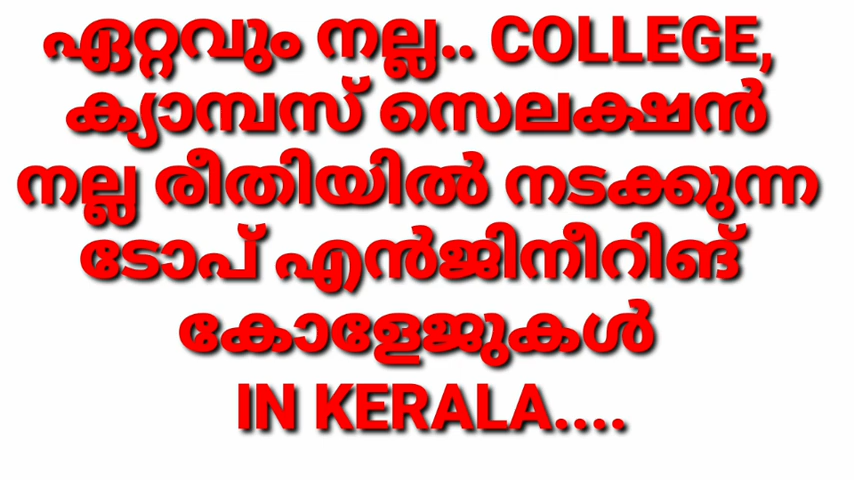 ഏറ്റവും നല്ല.. COLLEGE,
ക്യാമ്പസ് സെലക്ഷൻ
നല്ല രീതിയിൽ നടക്കുന്ന
ടോപ് എൻജിനീറിങ്
കോളേജുകൾ
IN KERALA....